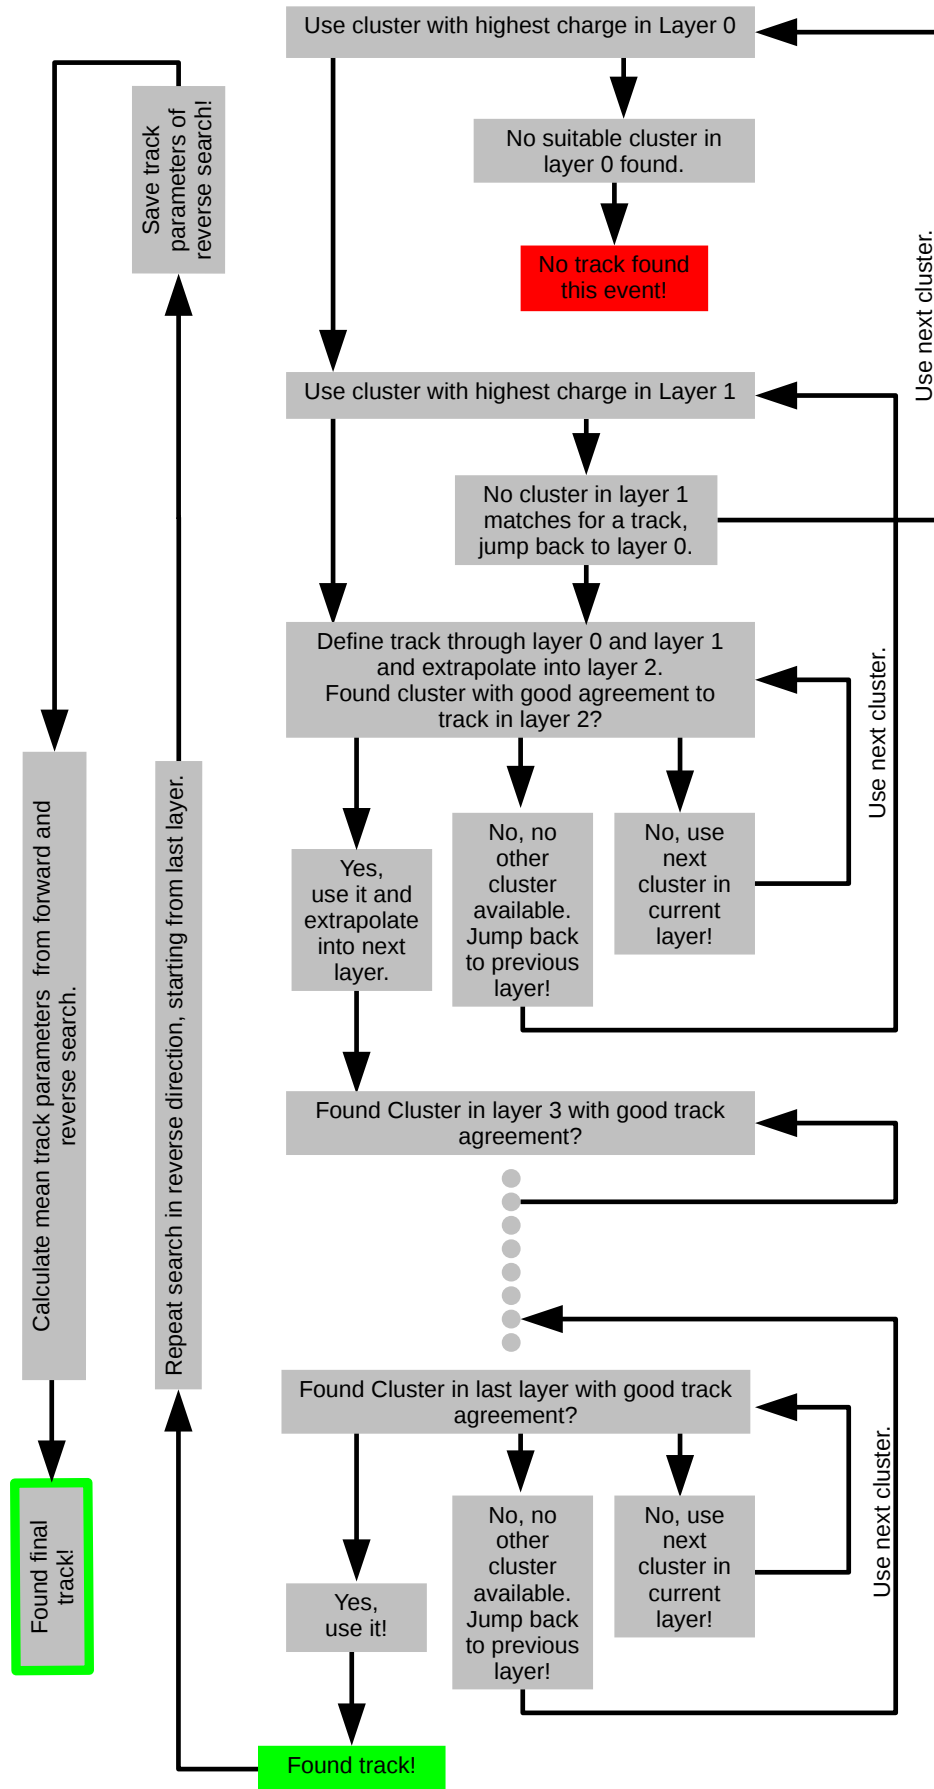 Use cluster with highest charge in Layer 0
No suitable cluster in
layer 0 found.
No track found
this event!
Use next cluster.
Use cluster with highest charge in Layer 1
No cluster in layer 1
matches for a track,
jump back to layer 0.
Define track through layer 0 and layer 1
and extrapolate into layer 2.
Found cluster with good agreement to
track in layer 2?
Use next cluster.
Yes,
use it and
extrapolate
into next
layer.
No, no
other
cluster
available.
Jump back
to previous
layer!
No, use
next
cluster in
current
layer!
Found Cluster in layer 3 with good track
agreement?
Found Cluster in last layer with good track
agreement?
Use next cluster.
Yes,
use it!
No, no
other
cluster
available.
Jump back
to previous
layer!
No, use
next
cluster in
current
layer!
Found track!
Repeat search in reverse direction, starting from last layer.
Save track
parameters of
reverse search!
Calculate mean track parameters  from forward and
reverse search.
Found final
track!